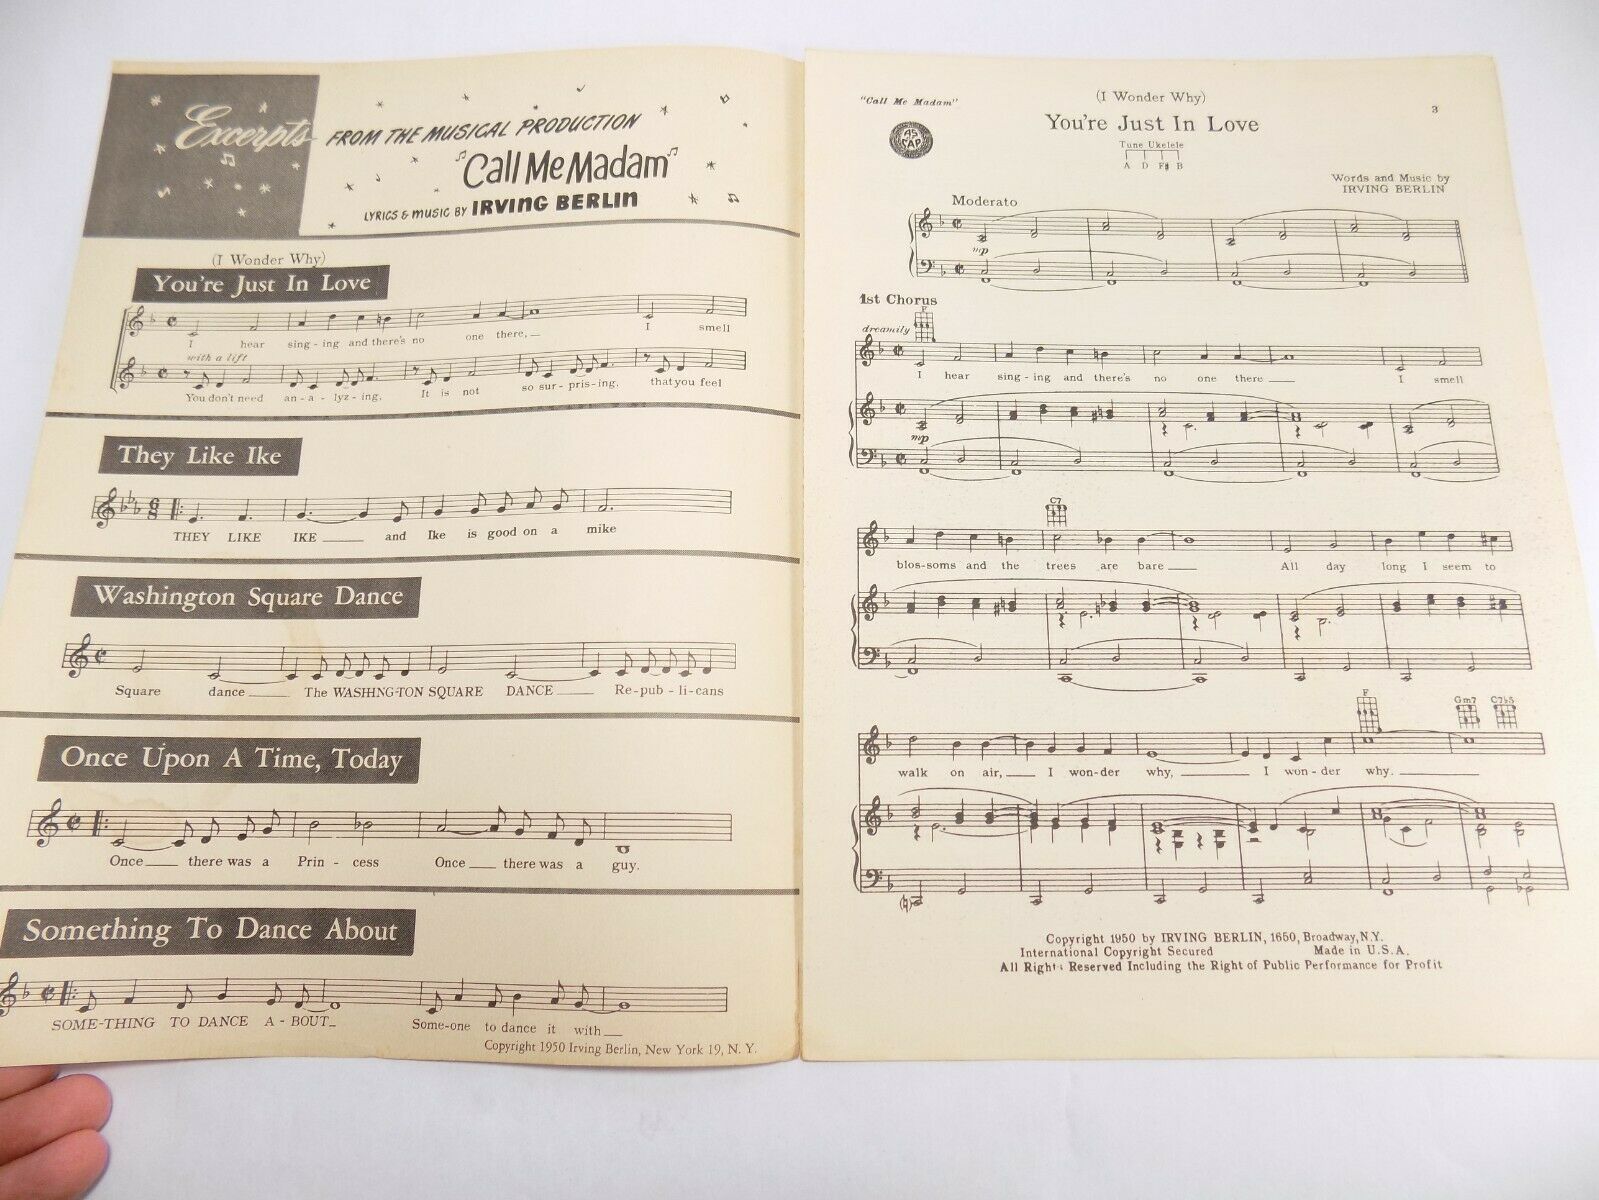 Excerpts FROM THE MUSICAL PRODUCTION
"Call Me Madam"
LYRICS & MUSIC BY IRVING BERLIN
(I Wonder Why)
You're Just In Love
I hear sing - ing and there's no one there, I smell
with a lift
You don't need an - a - lyz - ing, It is not so sur - pris - ing, that you feel
They Like Ike
THEY LIKE IKE and Ike is good on a mike
Washington Square Dance
Square dance The WASHNG-TON SQUARE DANCE Re - pub - li - cans
Once Upon A Time, Today
Once there was a Prin - cess Once there was a guy.
Something To Dance About
SOME-THING TO DANCE A - BOUT Some-one to dance it with
Copyright 1950 Irving Berlin, New York 19, N. Y.
"Call Me Madam"
(I Wonder Why)
3
You're Just In Love
AS CAP
Tune Ukelele
A D F# B
Words and Music by
IRVING BERLIN
Moderato
mp
1st Chorus
F
dreamily
I hear sing - ing and there's no one there I smell
mp
C7
blos - soms and the trees are bare All day long I seem to
F Gm7 C7b5
walk on air, I won - der why, I won - der why.
Copyright 1950 by IRVING BERLIN, 1650, Broadway, N.Y.
International Copyright Secured Made in U.S.A.
All Rights Reserved Including the Right of Public Performance for Profit